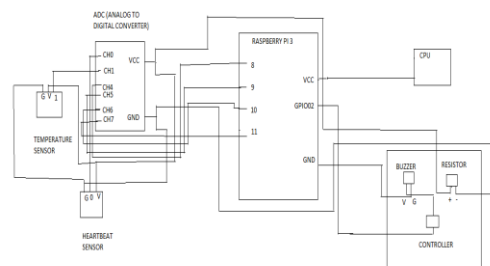 ADC (ANALOG TO
DIGITAL CONVERTER)
CH0
CH1
CH4
CH5
CH6
CH7
VCC
GND
RASPBERRY PI 3
8
9
10
11
VCC
GPIO02
GND
CPU
G V 1
TEMPERATURE
SENSOR
G 0 V
HEARTBEAT
SENSOR
BUZZER
V G
RESISTOR
+ -
CONTROLLER